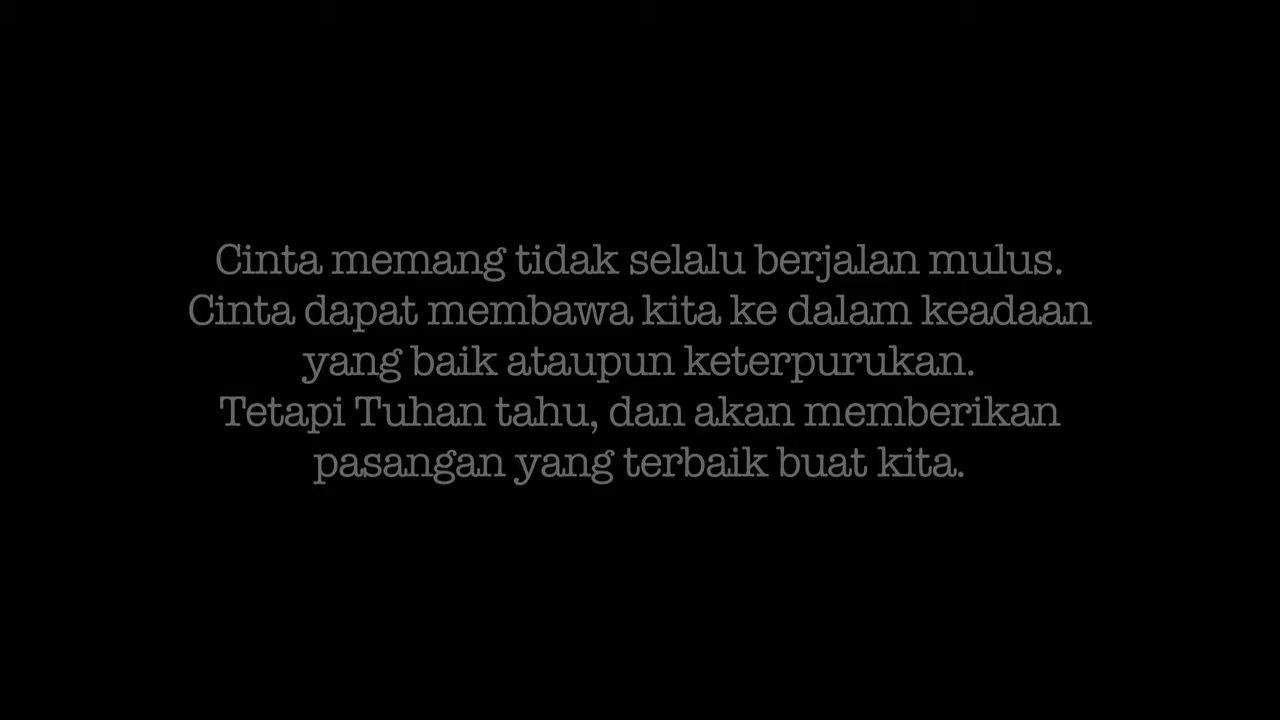 Cinta memang tidak selalu berjalan mulus.
Cinta dapat membawa kita ke dalam keadaan
yang baik ataupun keterpurukan.
Tetapi Tuhan tahu, dan akan memberikan
pasangan yang terbaik buat kita.